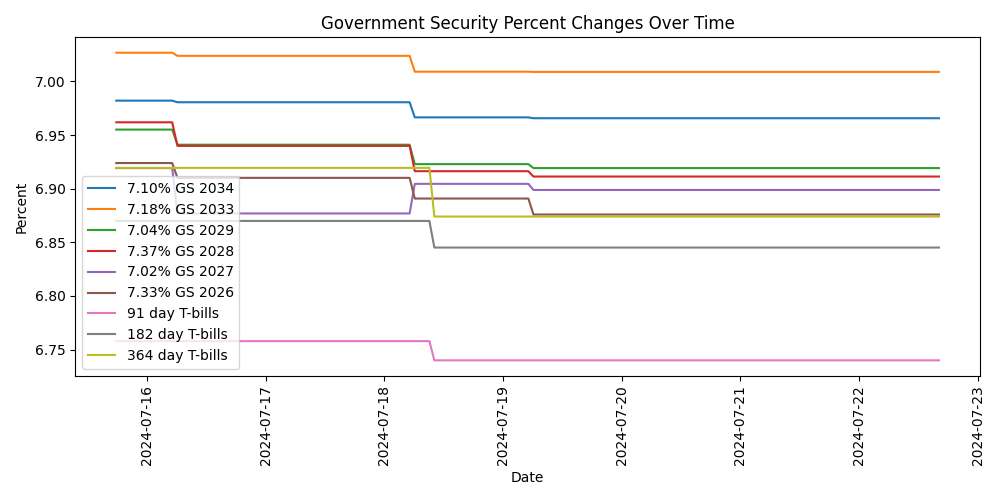 Government Security Percent Changes Over Time
Percent
7.00
6.95
6.90
6.85
6.80
6.75
7.10% GS 2034
7.18% GS 2033
7.04% GS 2029
7.37% GS 2028
7.02% GS 2027
7.33% GS 2026
91 day T-bills
182 day T-bills
364 day T-bills
2024-07-16
2024-07-17
2024-07-18
2024-07-19
2024-07-20
2024-07-21
2024-07-22
2024-07-23
Date